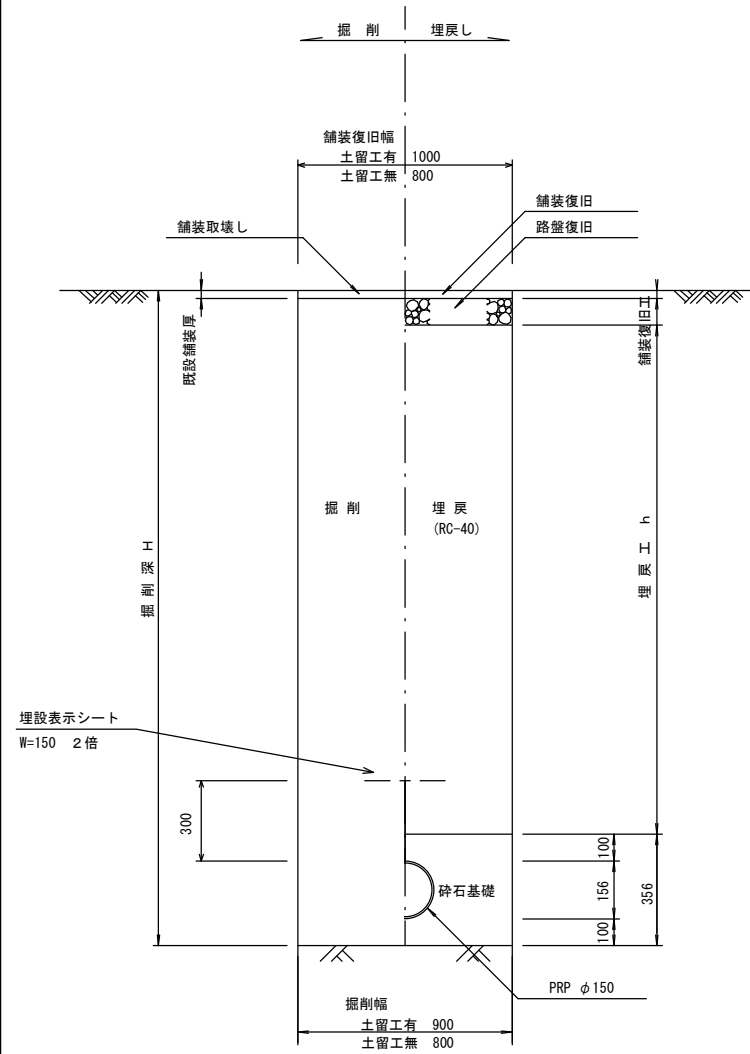 掘 削
埋戻し
舗装復旧幅
土留工有 1000
土留工無 800
舗装復旧
舗装取壊し
路盤復旧
既設舗装厚
舗装復旧工
掘 削
埋 戻
(RC-40)
掘 削 深 H
埋 戻 工 h
埋設表示シート
W=150 2倍
300
100
砕石基礎
156
356
100
PRP φ150
掘削幅
土留工有 900
土留工無 800